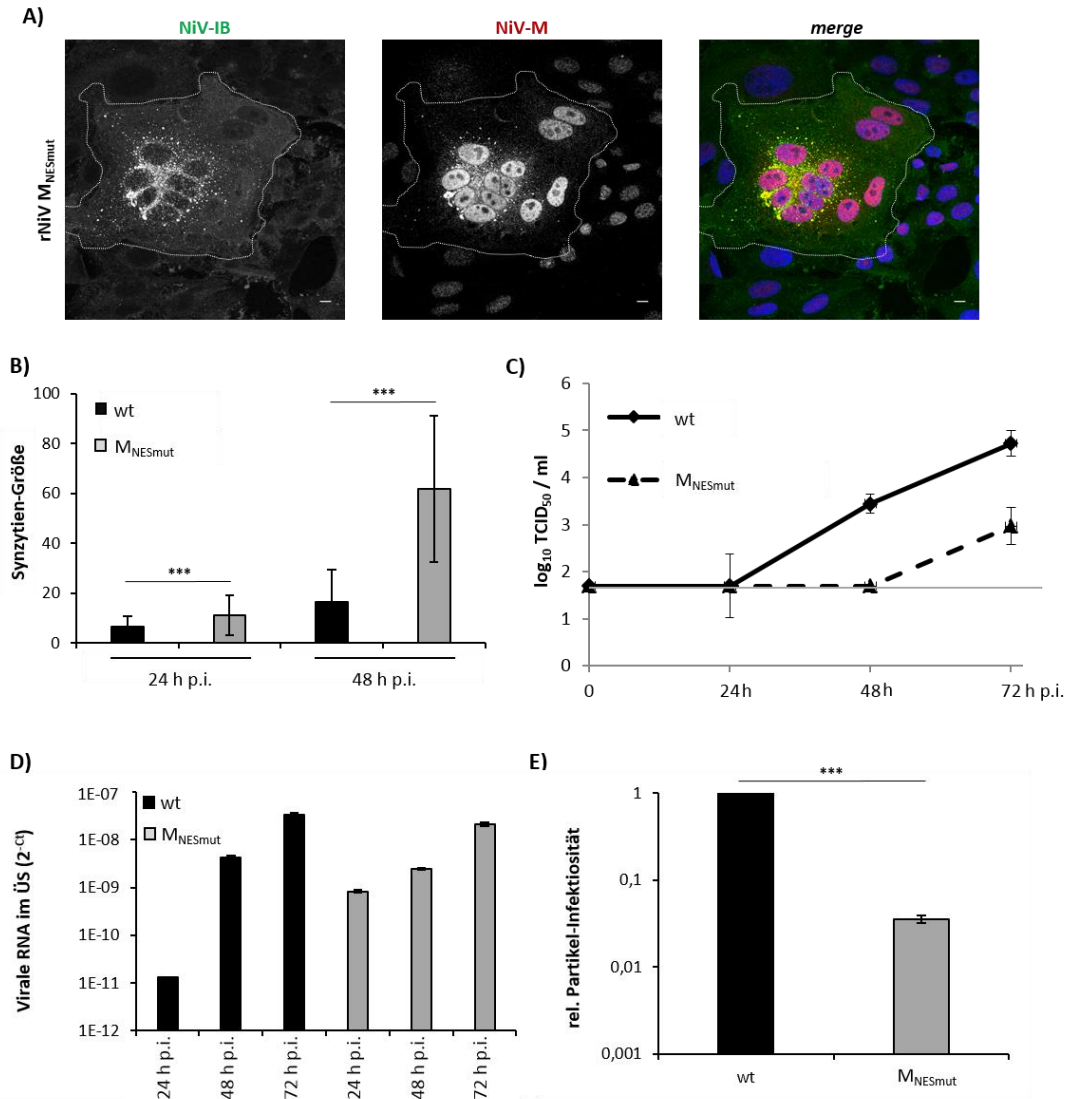 A)
NiV-IB
NiV-M
merge
rNiV M_NESmut
B)
Synzytien-Größe
100
80
60
40
20
0
wt
M_NESmut
***
***
24 h p.i.
48 h p.i.
C)
log₁₀ TCID₅₀ / ml
6
5
4
3
2
1
0
wt
M_NESmut
0
24h
48h
72 h p.i.
D)
Virale RNA im ÜS (2^-Ct)
1E-07
1E-08
1E-09
1E-10
1E-11
1E-12
wt
M_NESmut
24 h p.i.
48 h p.i.
72 h p.i.
24 h p.i.
48 h p.i.
72 h p.i.
E)
rel. Partikel-Infektiosität
1
0,1
0,01
0,001
***
wt
M_NESmut